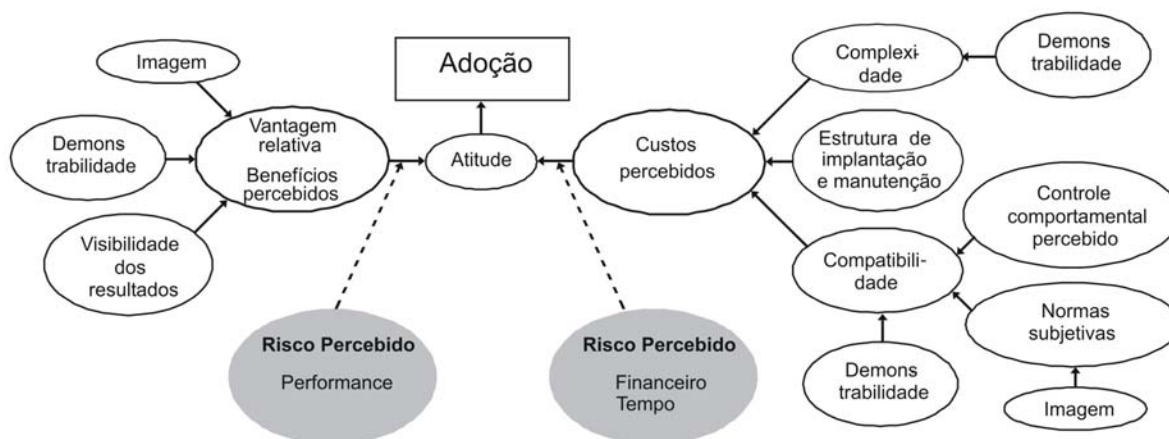 Imagem
Demons
trabilidade
Visibilidade
dos
resultados
Vantagem
relativa
Benefícios
percebidos
Adoção
Atitude
Custos
percebidos
Complexi-
dade
Demons
trabilidade
Estrutura de
implantação
e manutenção
Controle
comportamental
percebido
Compatibili-
dade
Normas
subjetivas
Demons
trabilidade
Imagem
Risco Percebido
Performance
Risco Percebido
Financeiro
Tempo